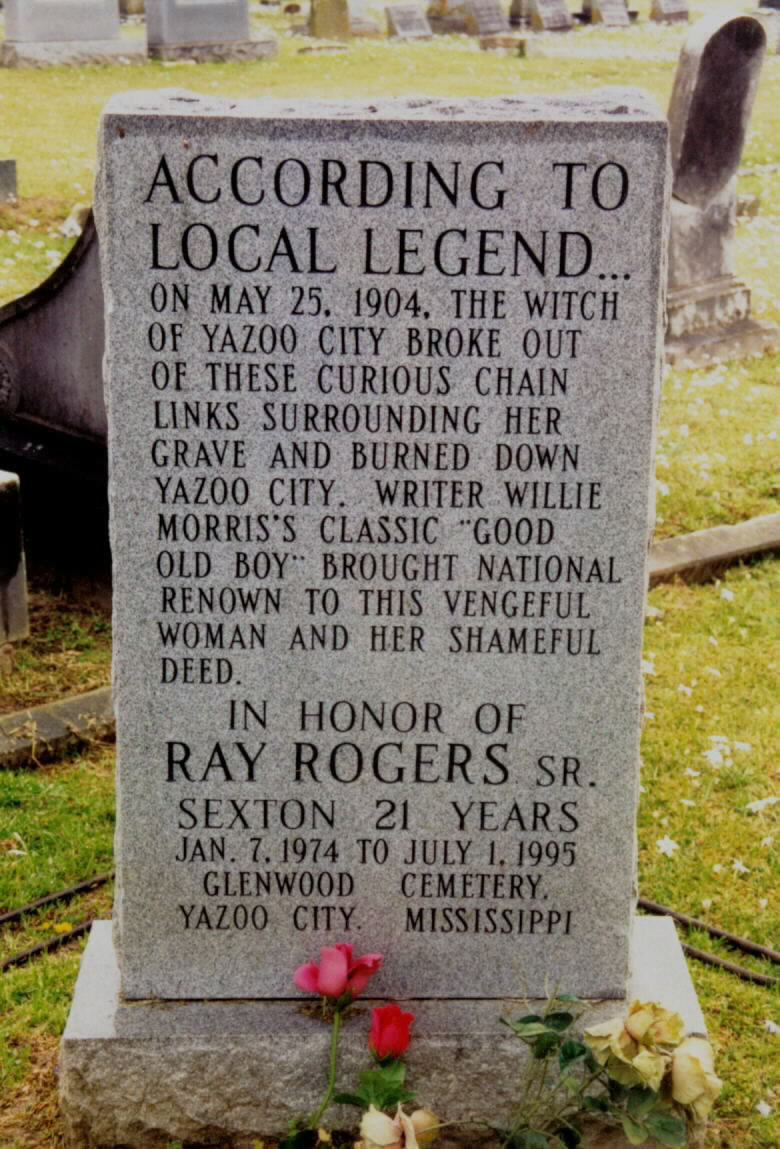 ACCORDING TO
LOCAL LEGEND...
ON MAY 25, 1904, THE WITCH
OF YAZOO CITY BROKE OUT
OF THESE CURIOUS CHAIN
LINKS SURROUNDING HER
GRAVE AND BURNED DOWN
YAZOO CITY. WRITER WILLIE
MORRIS'S CLASSIC "GOOD
OLD BOY" BROUGHT NATIONAL
RENOWN TO THIS VENGEFUL
WOMAN AND HER SHAMEFUL
DEED.
IN HONOR OF
RAY ROGERS SR.
SEXTON 21 YEARS
JAN. 7, 1974 TO JULY 1, 1995
GLENWOOD CEMETERY,
YAZOO CITY, MISSISSIPPI